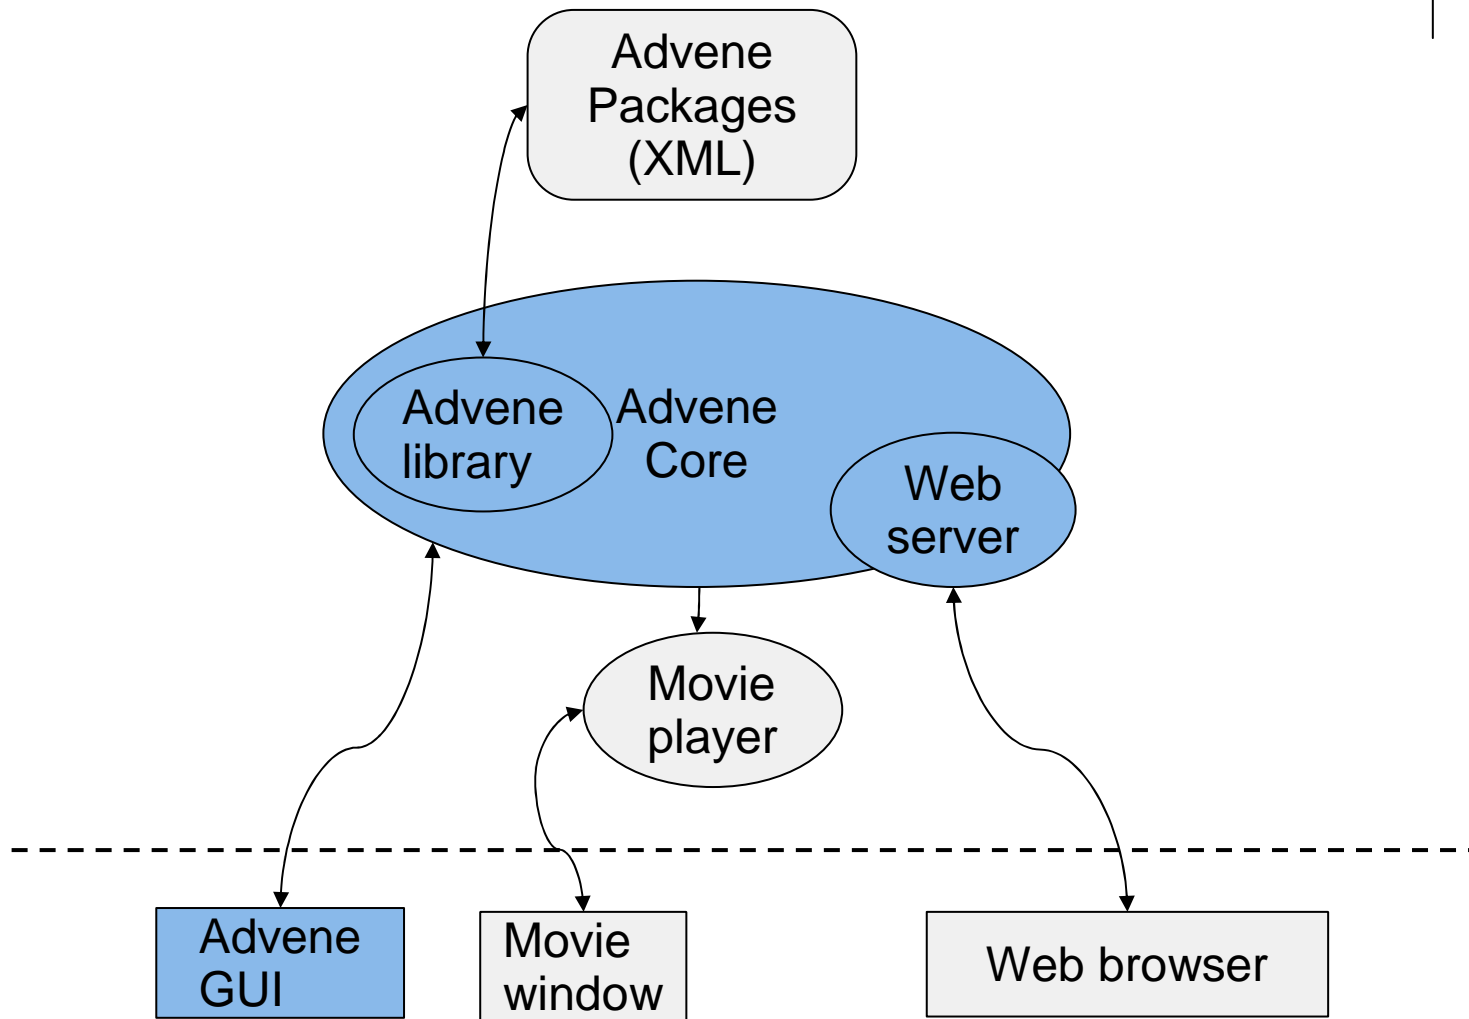 Advene
Packages
(XML)
Advene
library
Advene
Core
Web
server
Movie
player
Advene
GUI
Movie
window
Web browser